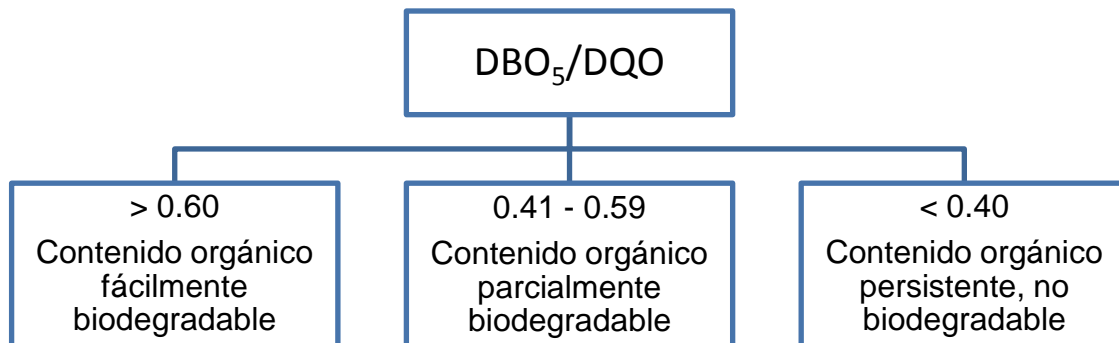 DBO₅/DQO
> 0.60
Contenido orgánico
fácilmente
biodegradable
0.41 - 0.59
Contenido orgánico
parcialmente
biodegradable
< 0.40
Contenido orgánico
persistente, no
biodegradable